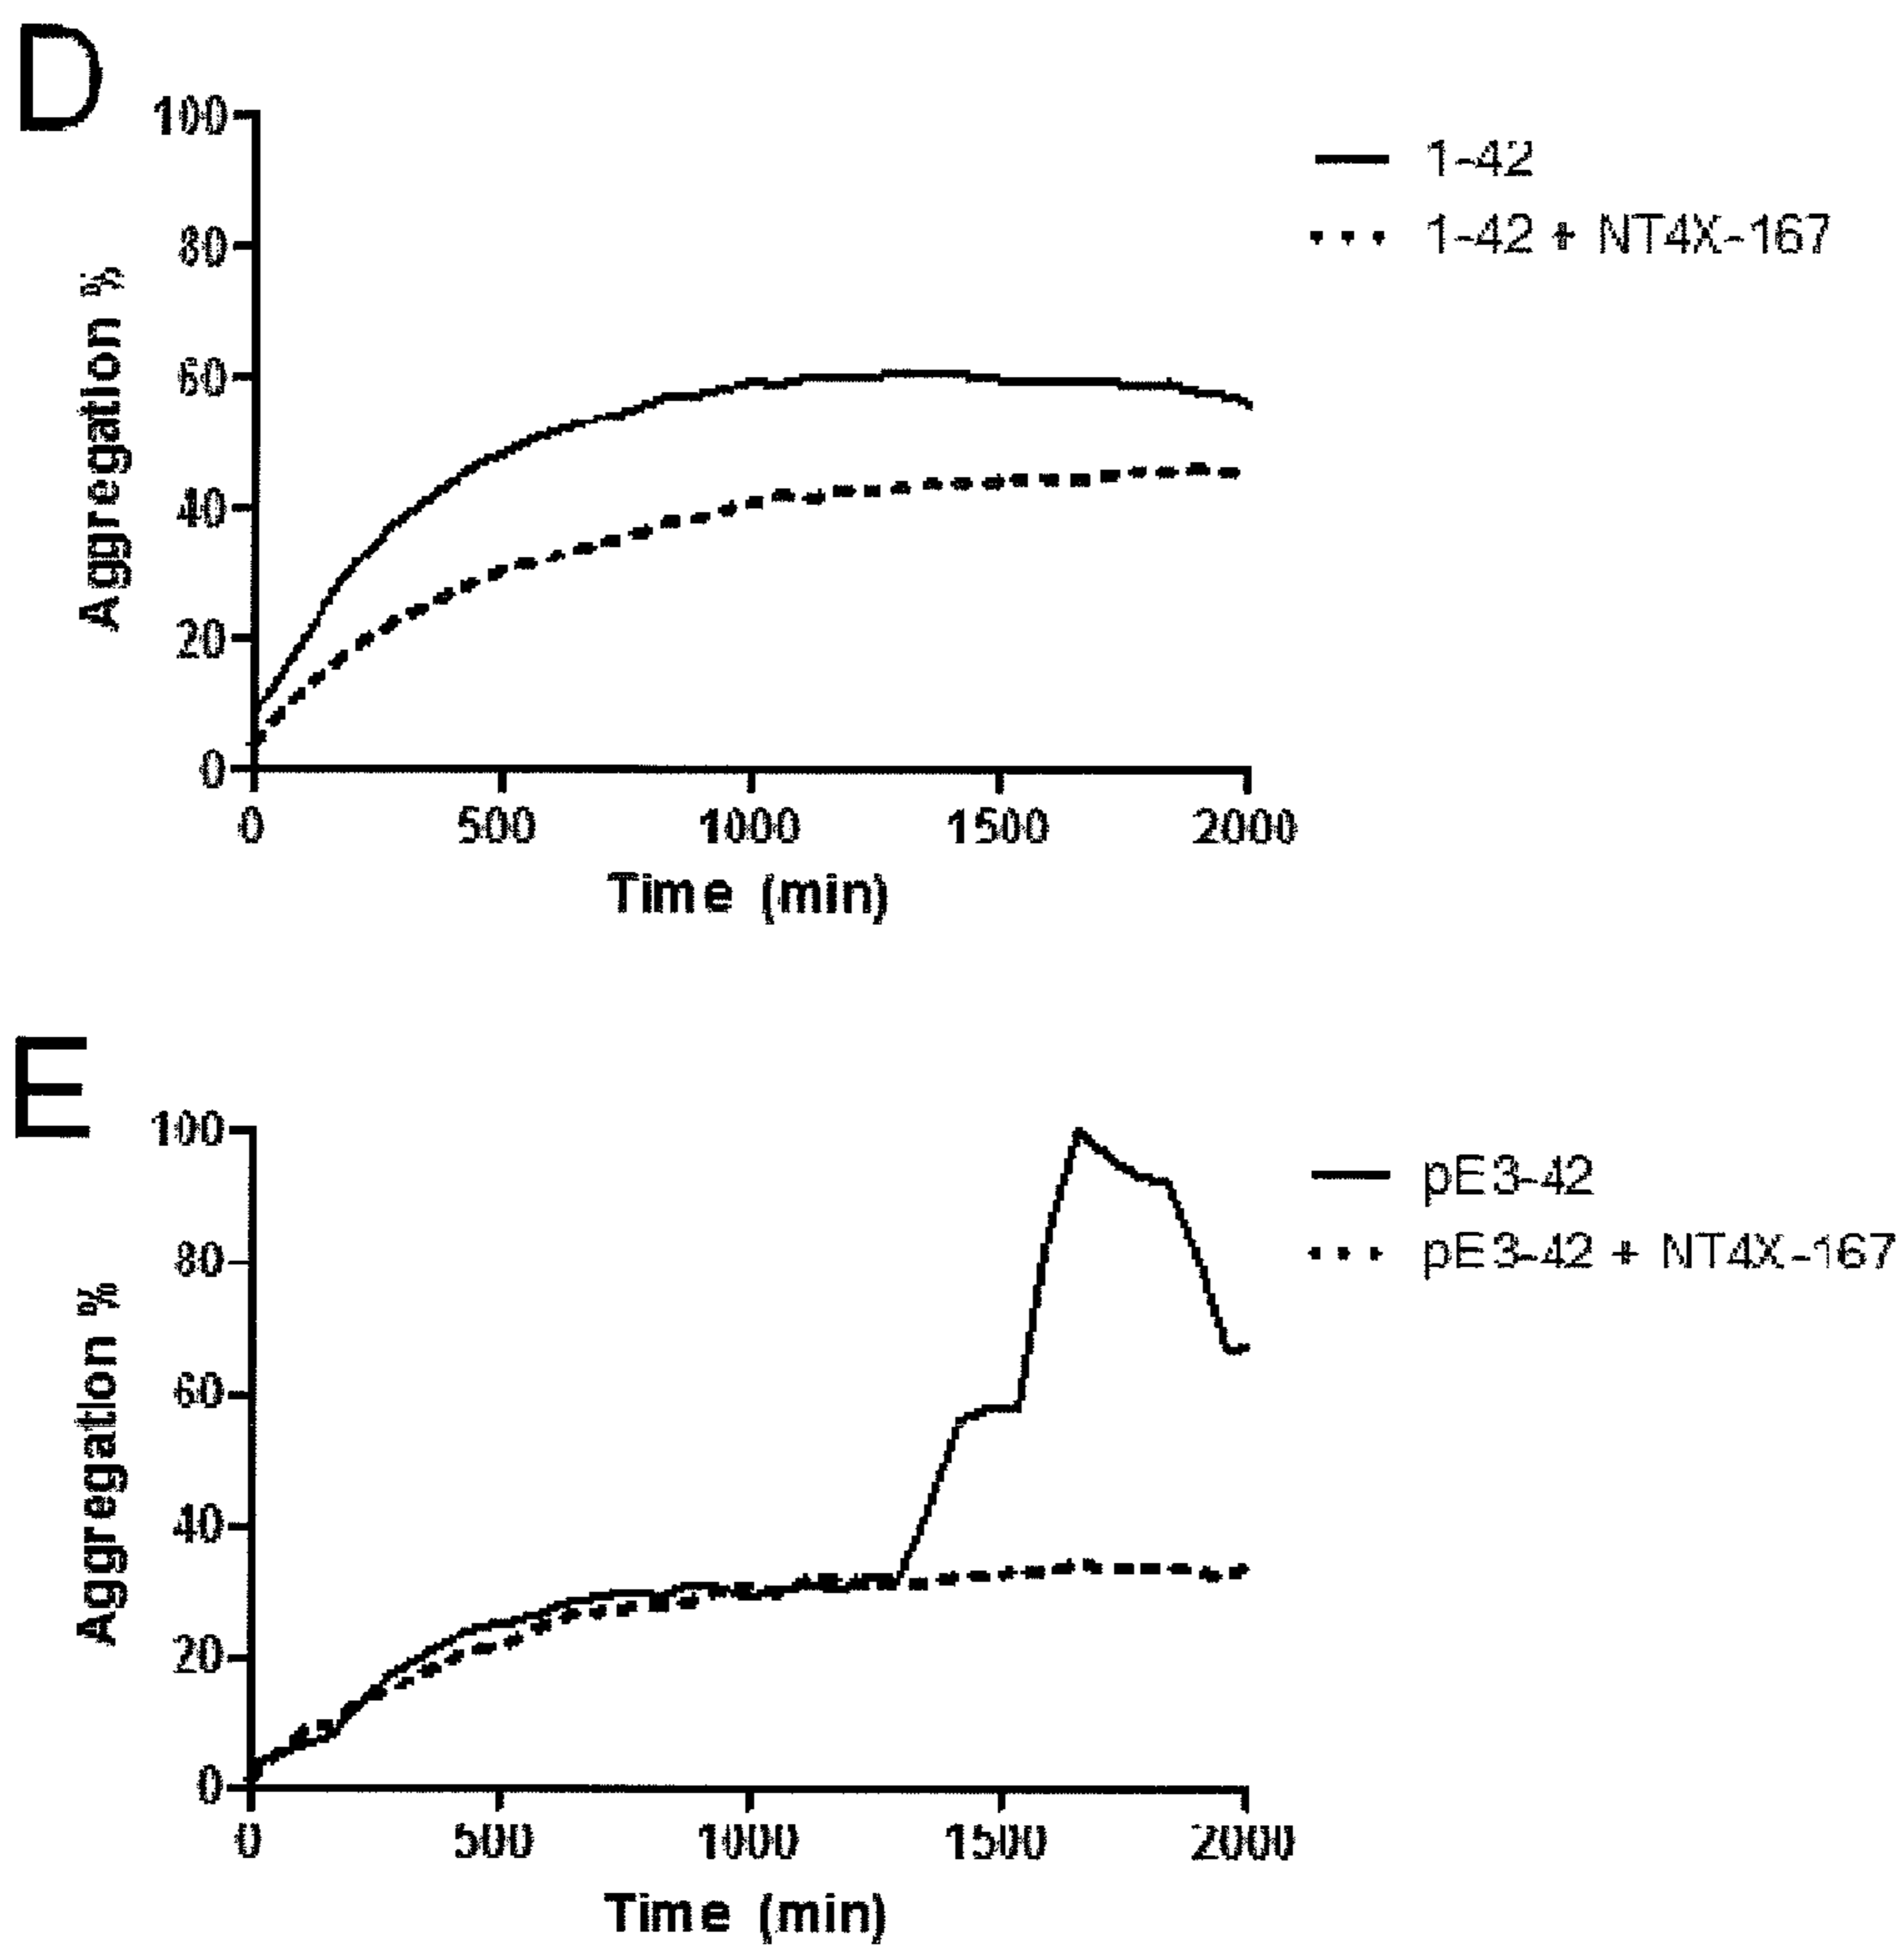 D
100
80
60
40
20
0
Aggregation %
0 500 1000 1500 2000
Time (min)
1-42
1-42 + NT4X-167
E
100
80
60
40
20
0
Aggregation %
0 500 1000 1500 2000
Time (min)
pE3-42
pE3-42 + NT4X-167